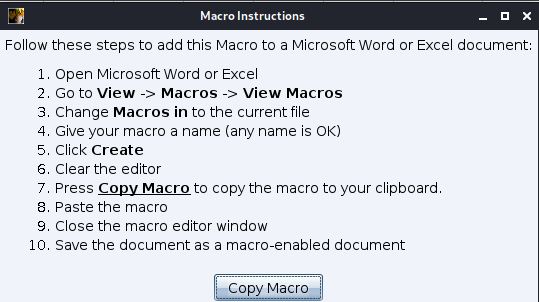 Macro Instructions
Follow these steps to add this Macro to a Microsoft Word or Excel document:
1. Open Microsoft Word or Excel
2. Go to View -> Macros -> View Macros
3. Change Macros in to the current file
4. Give your macro a name (any name is OK)
5. Click Create
6. Clear the editor
7. Press Copy Macro to copy the macro to your clipboard.
8. Paste the macro
9. Close the macro editor window
10. Save the document as a macro-enabled document
Copy Macro